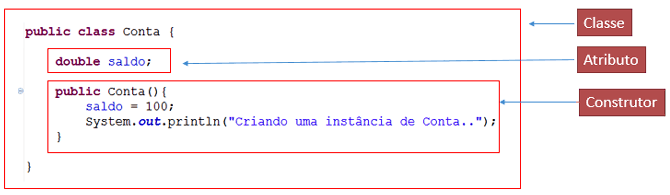 public class Conta {
Classe
double saldo;
Atributo
public Conta(){
saldo = 100;
Construtor
System.out.println("Criando uma instância de Conta..");
}
}